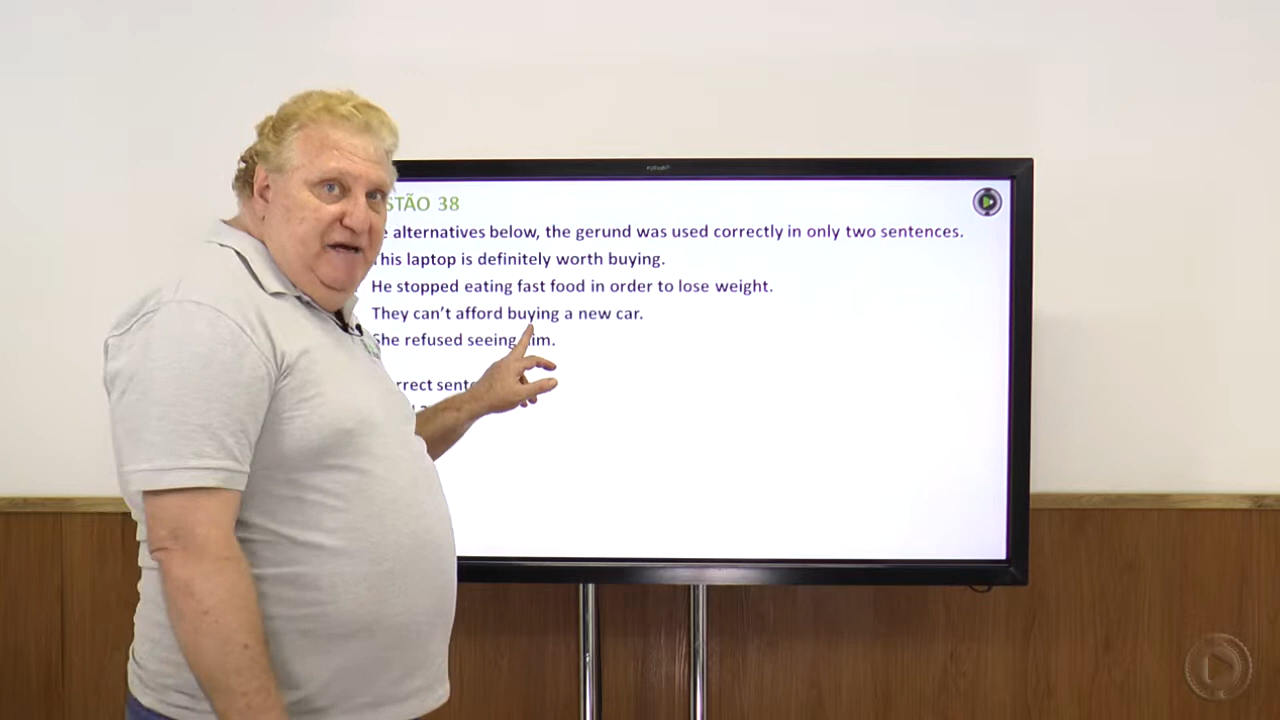 STÃO 38
alternatives below, the gerund was used correctly in only two sentences.
This laptop is definitely worth buying.
He stopped eating fast food in order to lose weight.
They can't afford buying a new car.
She refused seeing him.
rrect sente